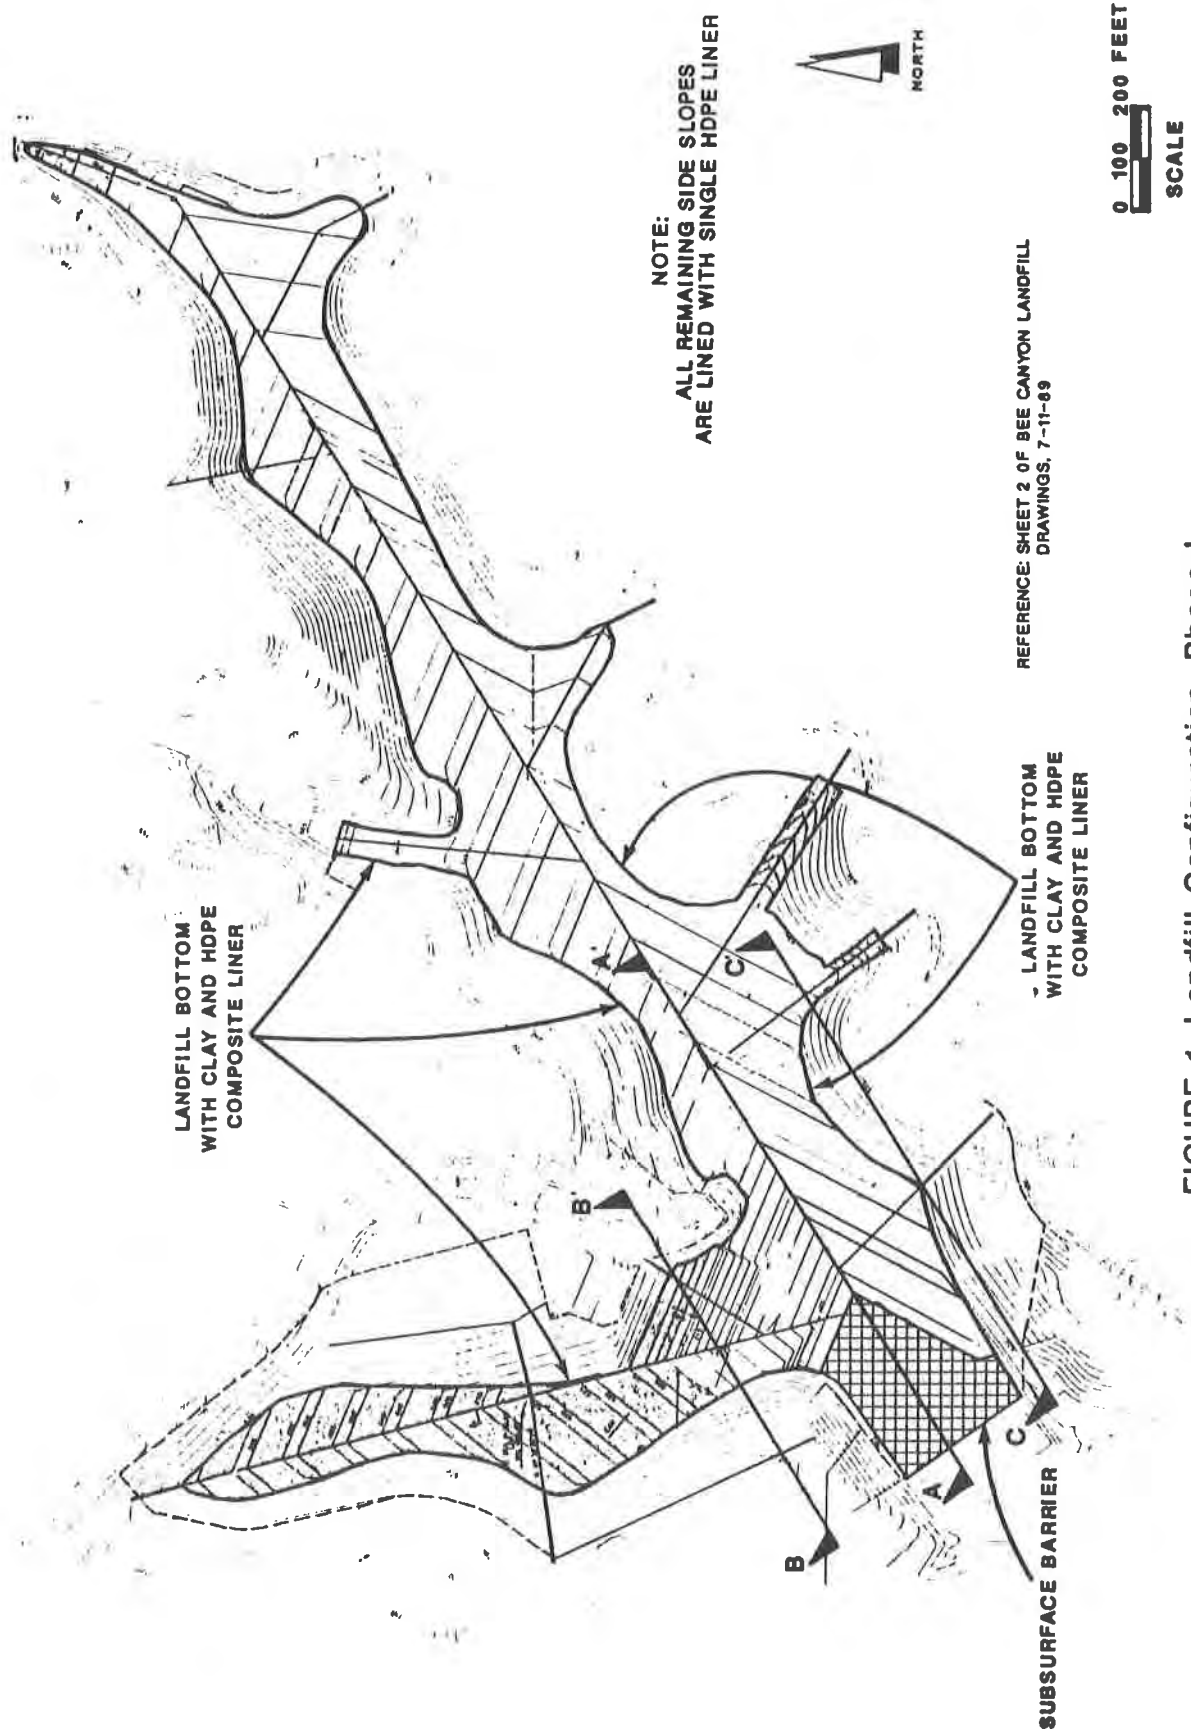 LANDFILL BOTTOM
WITH CLAY AND HDPE
COMPOSITE LINER
NOTE:
ALL REMAINING SIDE SLOPES
ARE LINED WITH SINGLE HDPE LINER
NORTH
B'
A'
C'
B
A
C
SUBSURFACE BARRIER
LANDFILL BOTTOM
WITH CLAY AND HDPE
COMPOSITE LINER
REFERENCE: SHEET 2 OF BEE CANYON LANDFILL
DRAWINGS, 7-11-89
0 100 200 FEET
SCALE
FIGURE 1. Landfill Configuration, Phase I